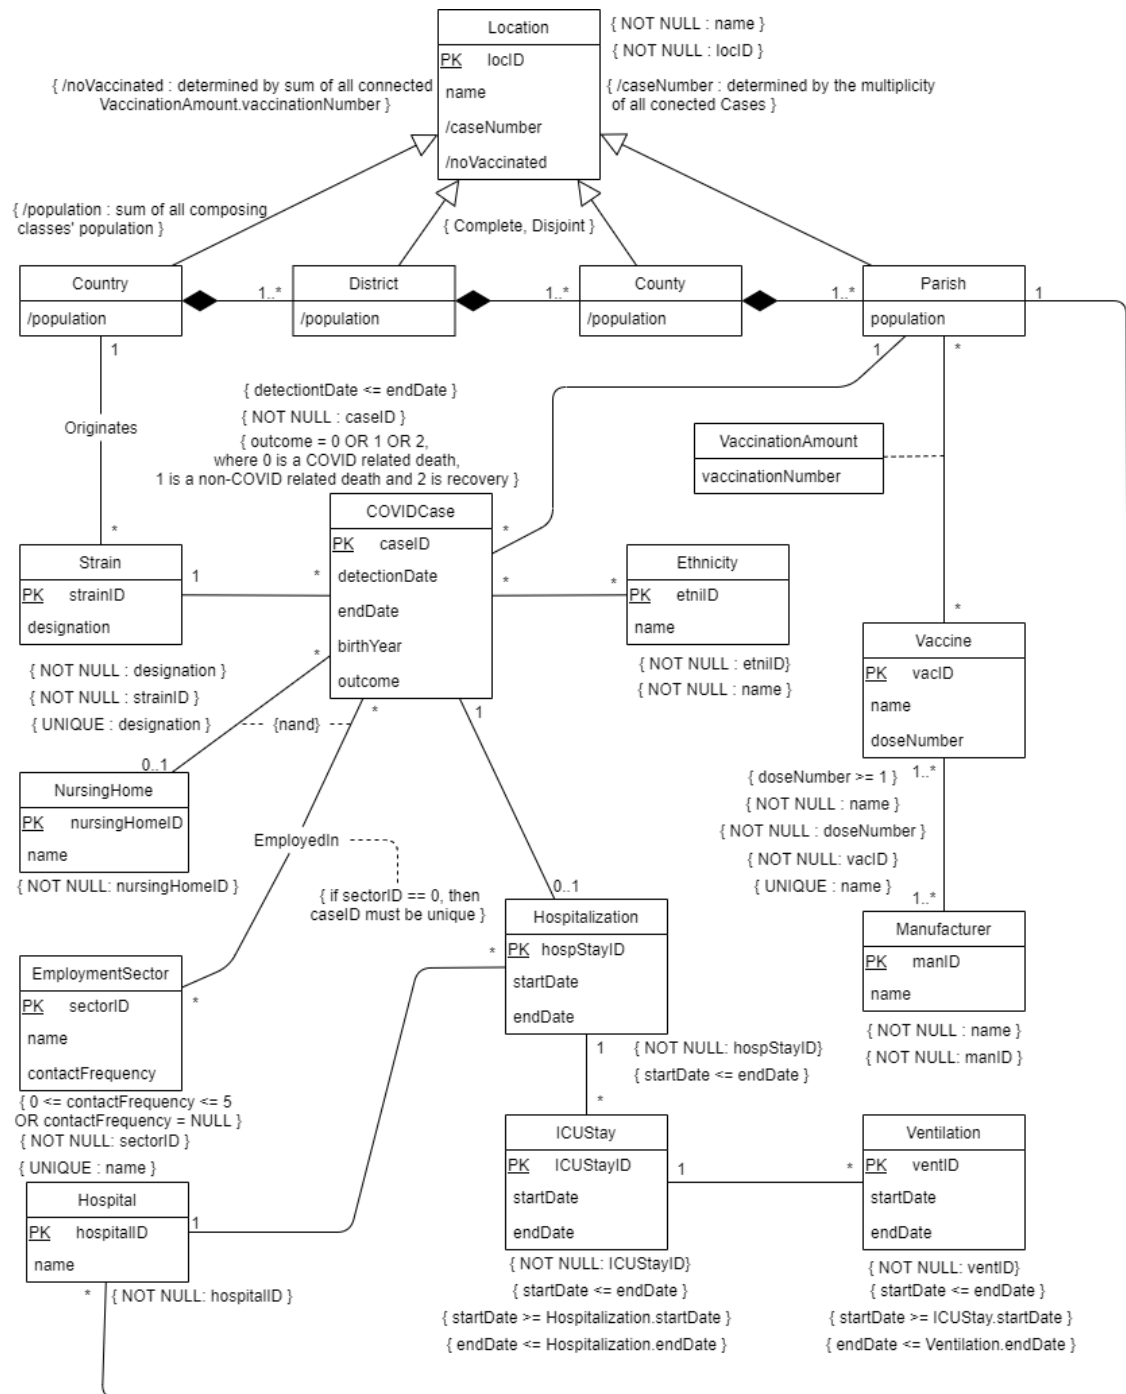 Location
PK locID
name
/caseNumber
/noVaccinated
{ NOT NULL : name }
{ NOT NULL : locID }
{ /noVaccinated : determined by sum of all connected
VaccinationAmount.vaccinationNumber }
{ /caseNumber : determined by the multiplicity
of all conected Cases }
{ /population : sum of all composing
classes' population }
{ Complete, Disjoint }
Country
/population
1..*
District
/population
1..*
County
/population
1..*
Parish
population
1
1
1
*
Originates
{ detectiontDate <= endDate }
{ NOT NULL : caseID }
{ outcome = 0 OR 1 OR 2,
where 0 is a COVID related death,
1 is a non-COVID related death and 2 is recovery }
VaccinationAmount
vaccinationNumber
COVIDCase
PK caseID
detectionDate
endDate
birthYear
outcome
*
*
Strain
PK strainID
designation
1
*
*
*
Ethnicity
PK etniID
name
{ NOT NULL : etniID}
{ NOT NULL : name }
*
Vaccine
PK vacID
name
doseNumber
{ NOT NULL : designation }
{ NOT NULL : strainID }
{ UNIQUE : designation }
*
{nand}
*
1
0..1
NursingHome
PK nursingHomeID
name
{ NOT NULL: nursingHomeID }
1..*
{ doseNumber >= 1 }
{ NOT NULL : name }
{ NOT NULL : doseNumber }
{ NOT NULL: vacID }
{ UNIQUE : name }
1..*
EmployedIn
{ if sectorID == 0, then
caseID must be unique }
0..1
Hospitalization
PK hospStayID
startDate
endDate
*
Manufacturer
PK manID
name
{ NOT NULL : name }
{ NOT NULL: manID }
EmploymentSector
PK sectorID
name
contactFrequency
*
{ 0 <= contactFrequency <= 5
OR contactFrequency = NULL }
{ NOT NULL: sectorID }
{ UNIQUE : name }
1
{ NOT NULL: hospStayID}
{ startDate <= endDate }
*
ICUStay
PK ICUStayID
startDate
endDate
1
*
Ventilation
PK ventID
startDate
endDate
Hospital
PK hospitalID
name
1
*
{ NOT NULL: hospitalID }
{ NOT NULL: ICUStayID}
{ startDate <= endDate }
{ startDate >= Hospitalization.startDate }
{ endDate <= Hospitalization.endDate }
{ NOT NULL: ventID}
{ startDate <= endDate }
{ startDate >= ICUStay.startDate }
{ endDate <= Ventilation.endDate }